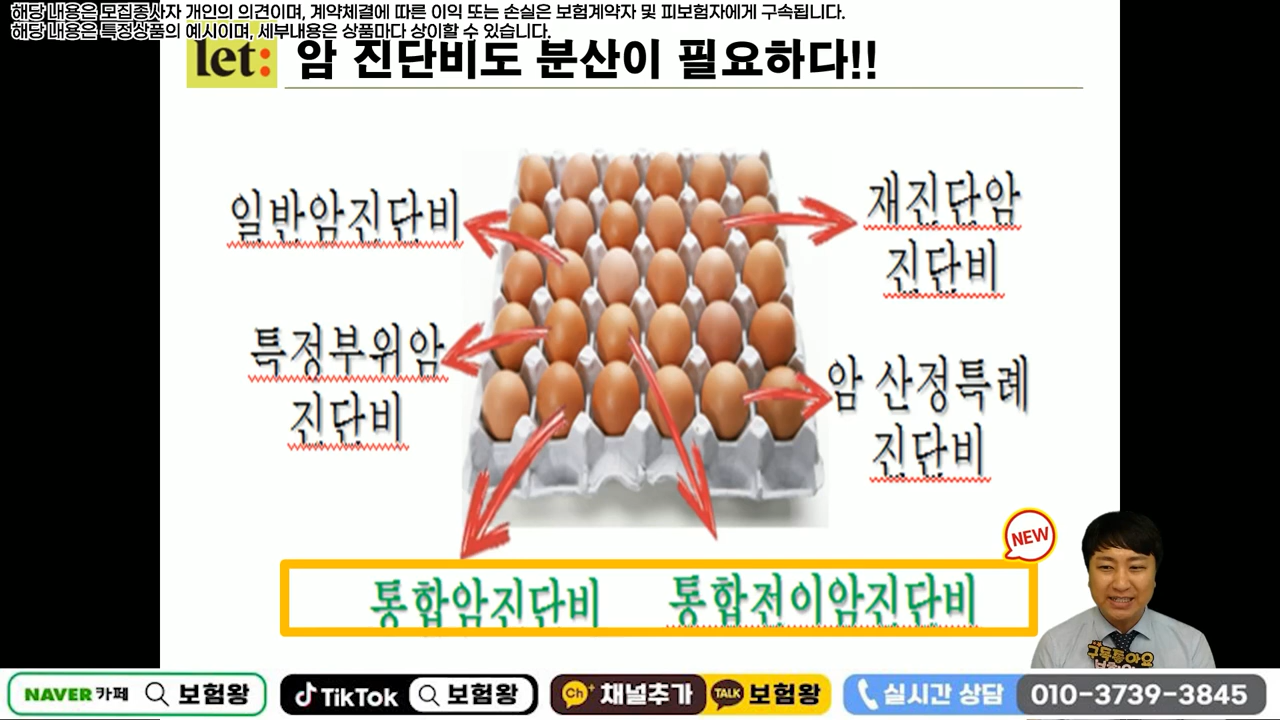 해당 내용은 모집종사자 개인의 의견이며, 계약체결에 따른 이익 또는 손실은 보험계약자 및 피보험자에게 구속됩니다.
해당 내용은 특정상품의 예시이며, 세부내용은 상품마다 상이할 수 있습니다.
let: 암 진단비도 분산이 필요하다!!
일반암진단비
재진단암
진단비
특정부위암
진단비
암 산정특례
진단비
NEW
통합암진단비 통합전이암진단비
구독좋아요
NAVER 카페 보험왕
TikTok 보험왕
Ch+ 채널추가 TALK 보험왕
실시간 상담 010-3739-3845